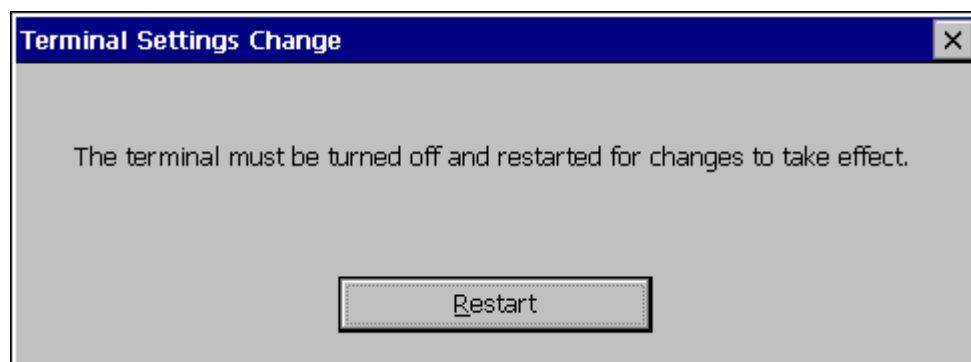 Terminal Settings Change
The terminal must be turned off and restarted for changes to take effect.
Restart